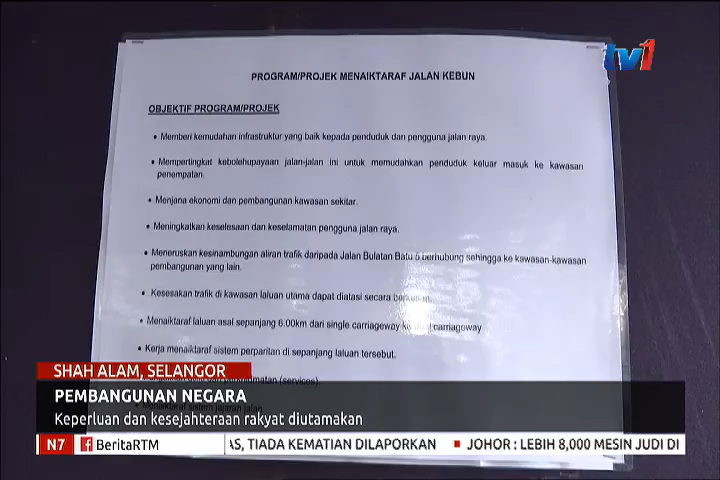 tv1
PROGRAM/PROJEK MENAIKTARAF JALAN KEBUN
OBJEKTIF PROGRAM/PROJEK
• Memberi kemudahan infrastruktur yang baik kepada penduduk dan pengguna jalan raya.
• Mempertingkat kebolehupayaan jalan-jalan ini untuk memudahkan penduduk keluar masuk ke kawasan
penempatan.
• Menjana ekonomi dan pembangunan kawasan sekitar.
• Meningkatkan keselesaan dan keselamatan pengguna jalan raya.
• Meneruskan kesinambungan aliran trafik daripada Jalan Bulatan Batu 5 berhubung sehingga ke kawasan-kawasan
pembangunan yang lain.
• Kesesakan trafik di kawasan laluan utama dapat diatasi secara
• Menaiktaraf laluan asal sepanjang 6.00km dari single carriageway carriageway
• Kerja menaiktaraf sistem perparitan di sepanjang laluan tersebut.
(services).
SHAH ALAM, SELANGOR
PEMBANGUNAN NEGARA
Keperluan dan kesejahteraan rakyat diutamakan
N7 BeritaRTM AS, TIADA KEMATIAN DILAPORKAN ▪ JOHOR : LEBIH 8,000 MESIN JUDI DI